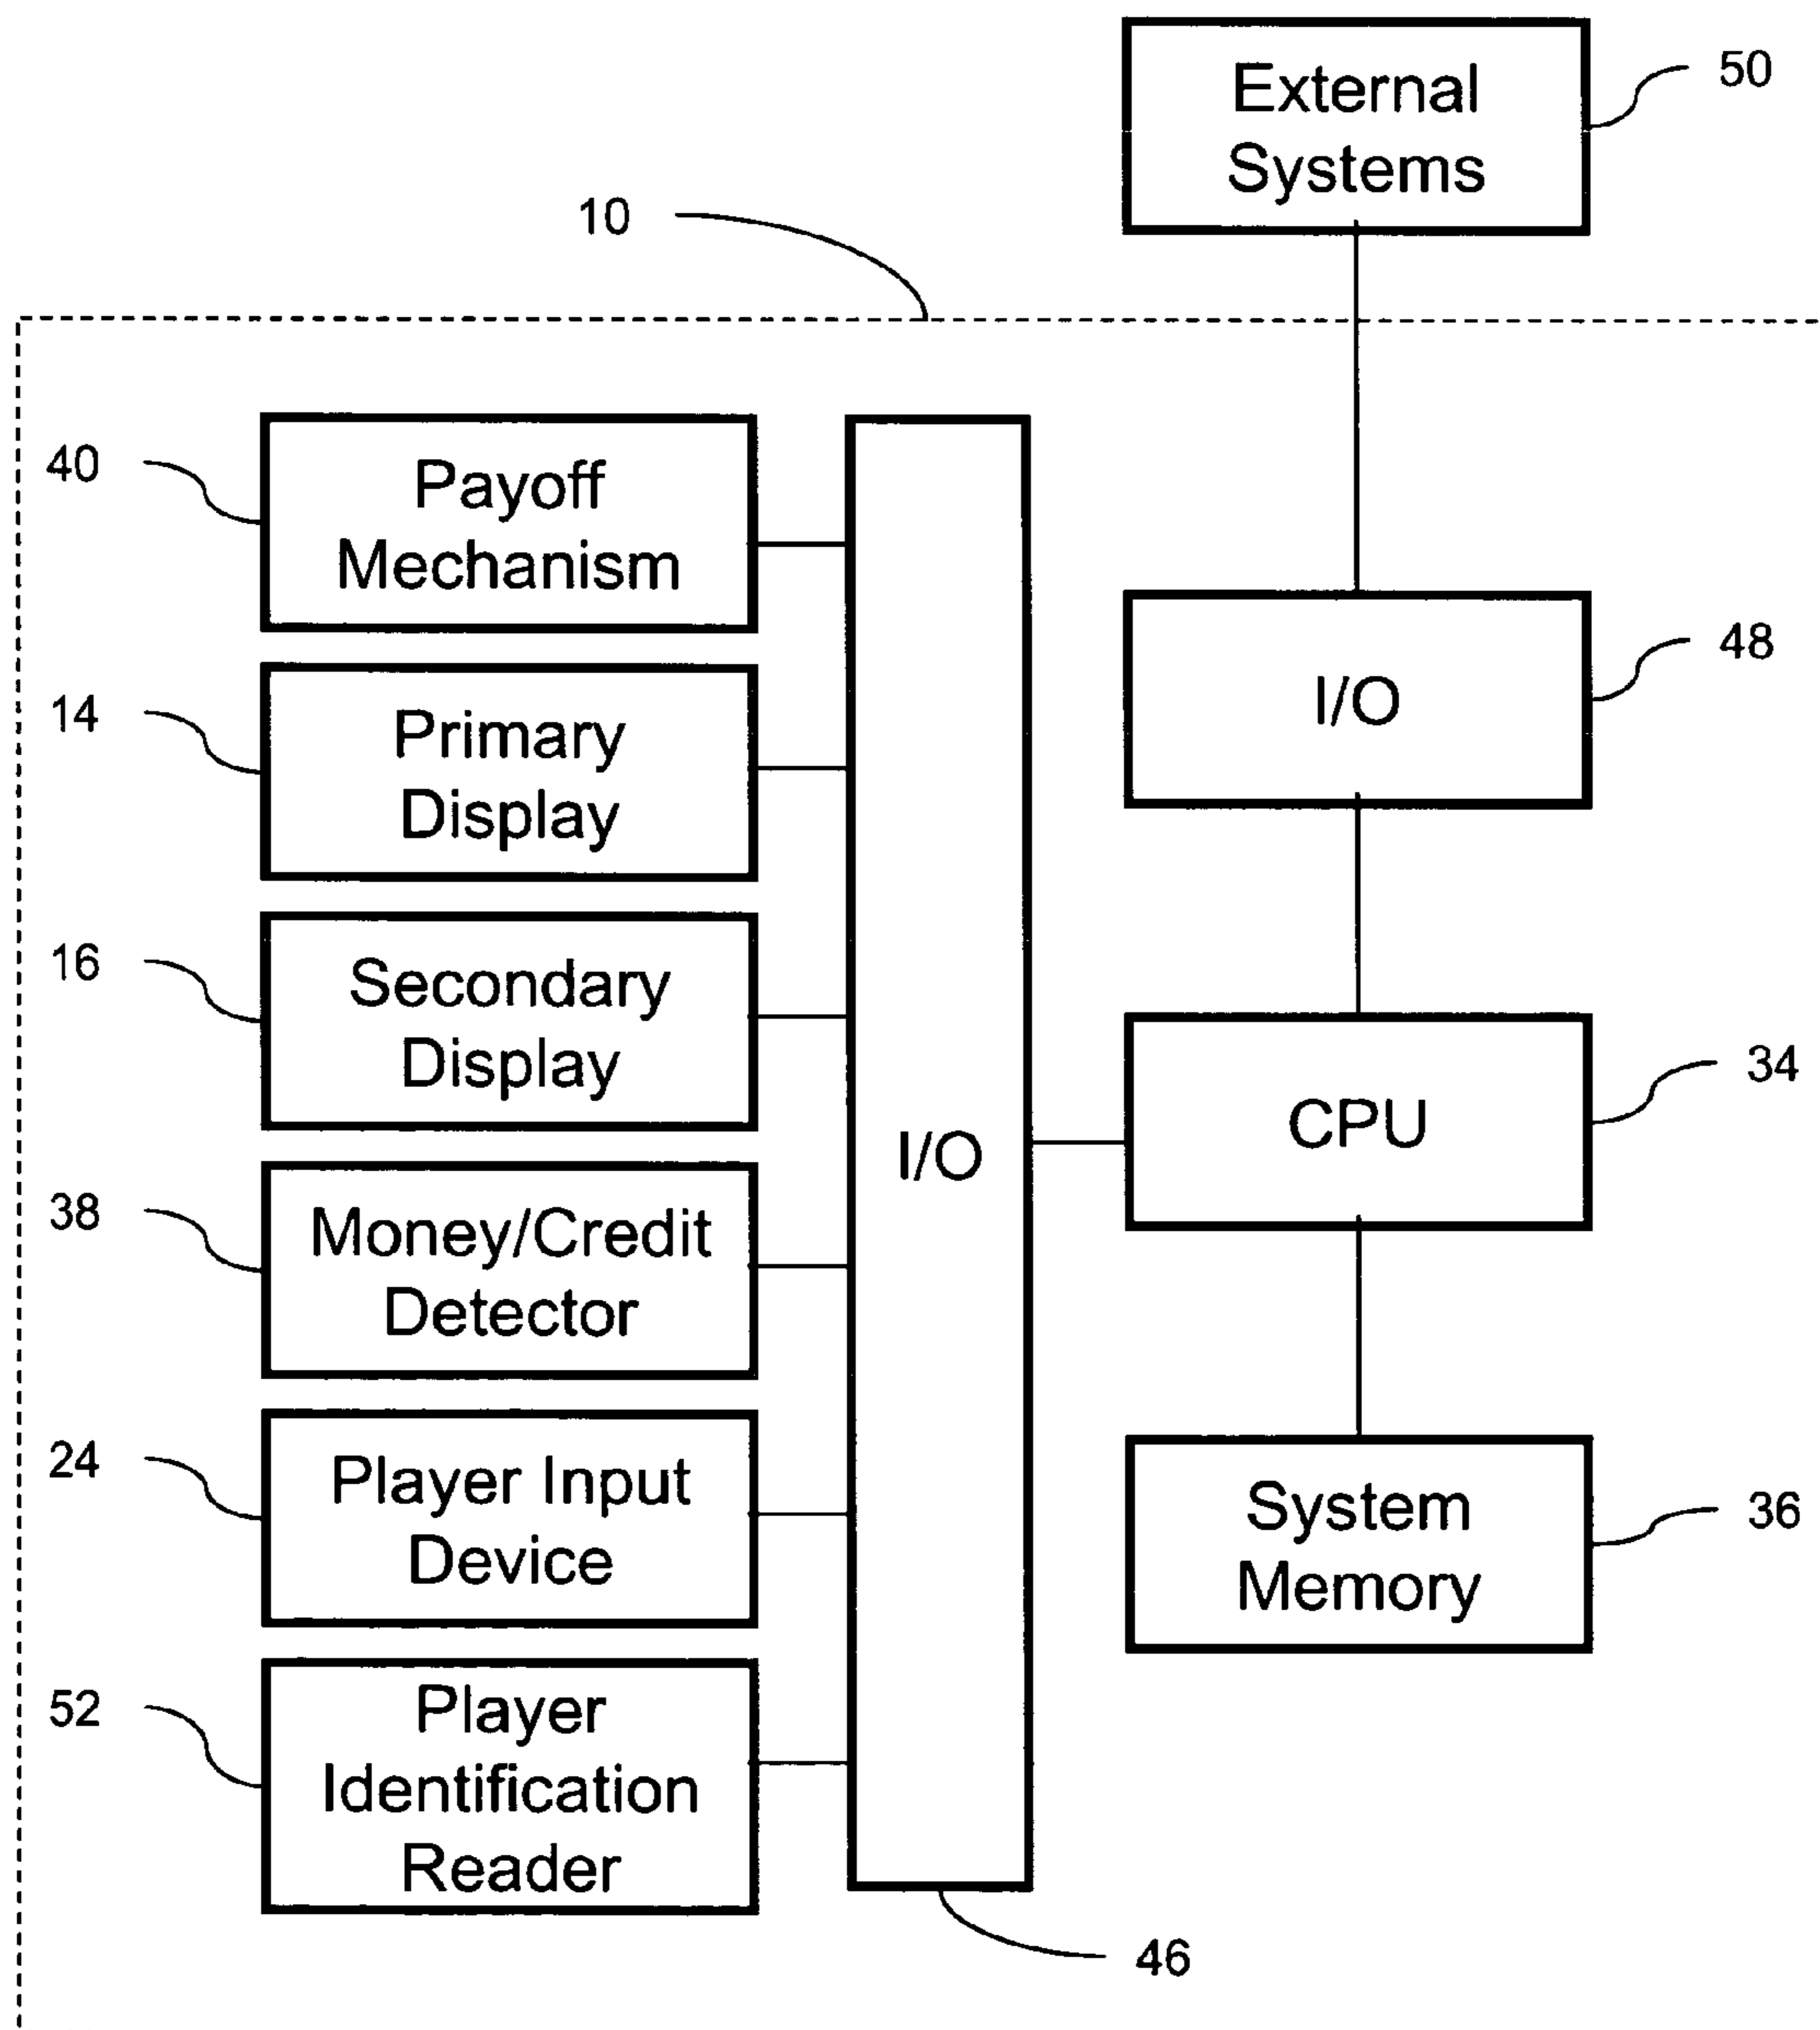 External
Systems
50
10
40
Payoff
Mechanism
14
Primary
Display
16
Secondary
Display
38
Money/Credit
Detector
24
Player Input
Device
52
Player
Identification
Reader
I/O
46
I/O
48
CPU
34
System
Memory
36